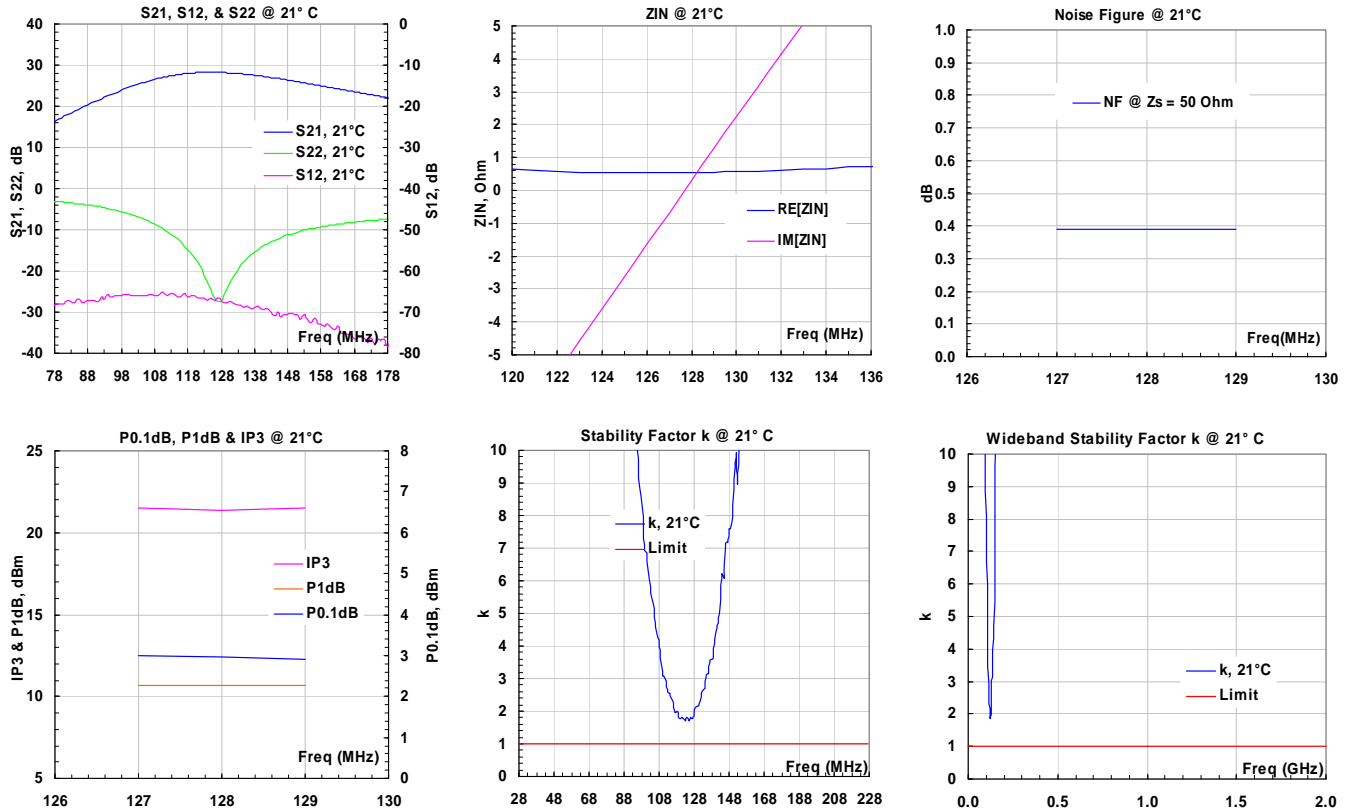 S21, S12, & S22 @ 21° C
40
30
20
10
0
-10
-20
-30
-40
0
-10
-20
-30
-40
-50
-60
-70
-80
S21, S22, dB
S12, dB
S21, 21°C
S22, 21°C
S12, 21°C
Freq (MHz)
78 88 98 108 118 128 138 148 158 168 178
ZIN @ 21°C
5
4
3
2
1
0
-1
-2
-3
-4
-5
ZIN, Ohm
RE[ZIN]
IM[ZIN]
Freq (MHz)
120 122 124 126 128 131 132 134 136
Noise Figure @ 21°C
1.0
0.9
0.8
0.7
0.6
0.5
0.4
0.3
0.2
0.1
0.0
dB
NF @ Zs = 50 Ohm
Freq(MHz)
126 127 128 129 130
P0.1dB, P1dB & IP3 @ 21°C
25
20
15
10
5
8
7
6
5
4
3
2
1
0
IP3 & P1dB, dBm
P0.1dB, dBm
IP3
P1dB
P0.1dB
Freq (MHz)
126 127 128 129 130
Stability Factor k @ 21° C
10
9
8
7
6
5
4
3
2
1
0
k
k, 21°C
Limit
Freq (MHz)
28 48 68 88 108 128 148 168 188 208 228
Wideband Stability Factor k @ 21° C
10
9
8
7
6
5
4
3
2
1
0
k
k, 21°C
Limit
Freq (GHz)
0.0 0.5 1.0 1.5 2.0